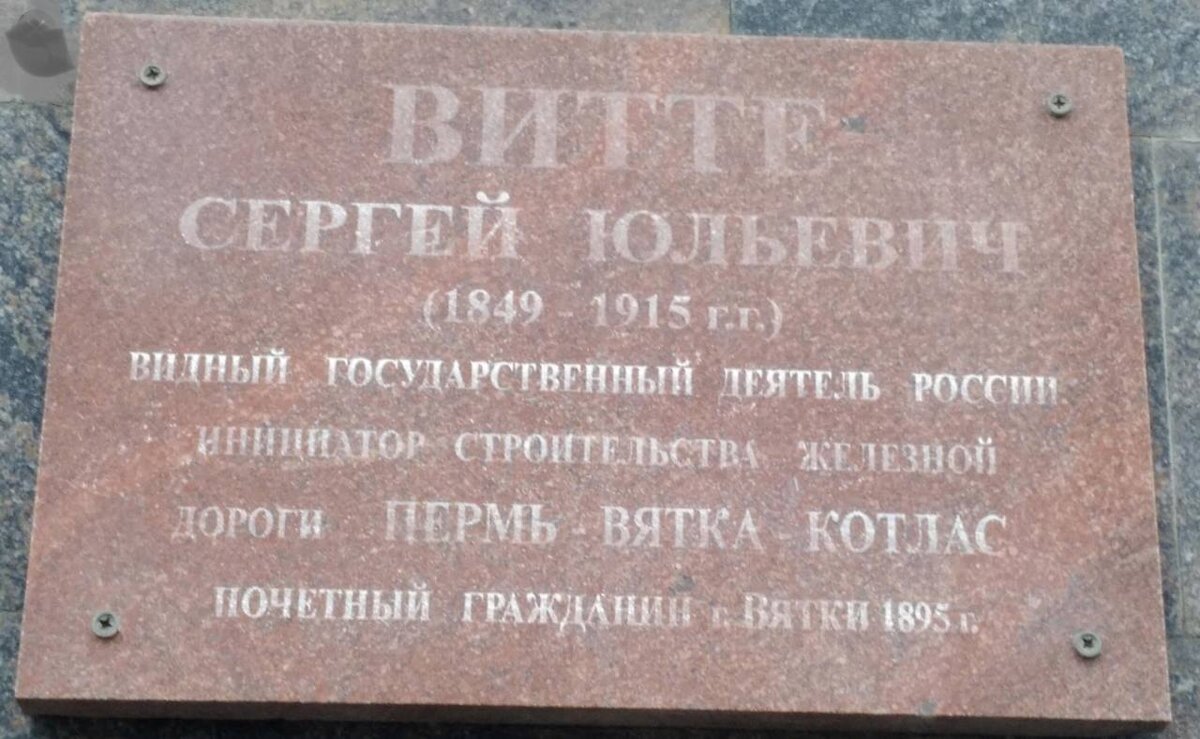 ВИТТЕ
СЕРГЕЙ ЮЛЬЕВИЧ
(1849 - 1915 г.г.)
ВИДНЫЙ ГОСУДАРСТВЕННЫЙ ДЕЯТЕЛЬ РОССИИ.
ИНИЦИАТОР СТРОИТЕЛЬСТВА ЖЕЛЕЗНОЙ
ДОРОГИ ПЕРМЬ - ВЯТКА - КОТЛАС
ПОЧЕТНЫЙ ГРАЖДАНИН г. ВЯТКИ 1895 г.